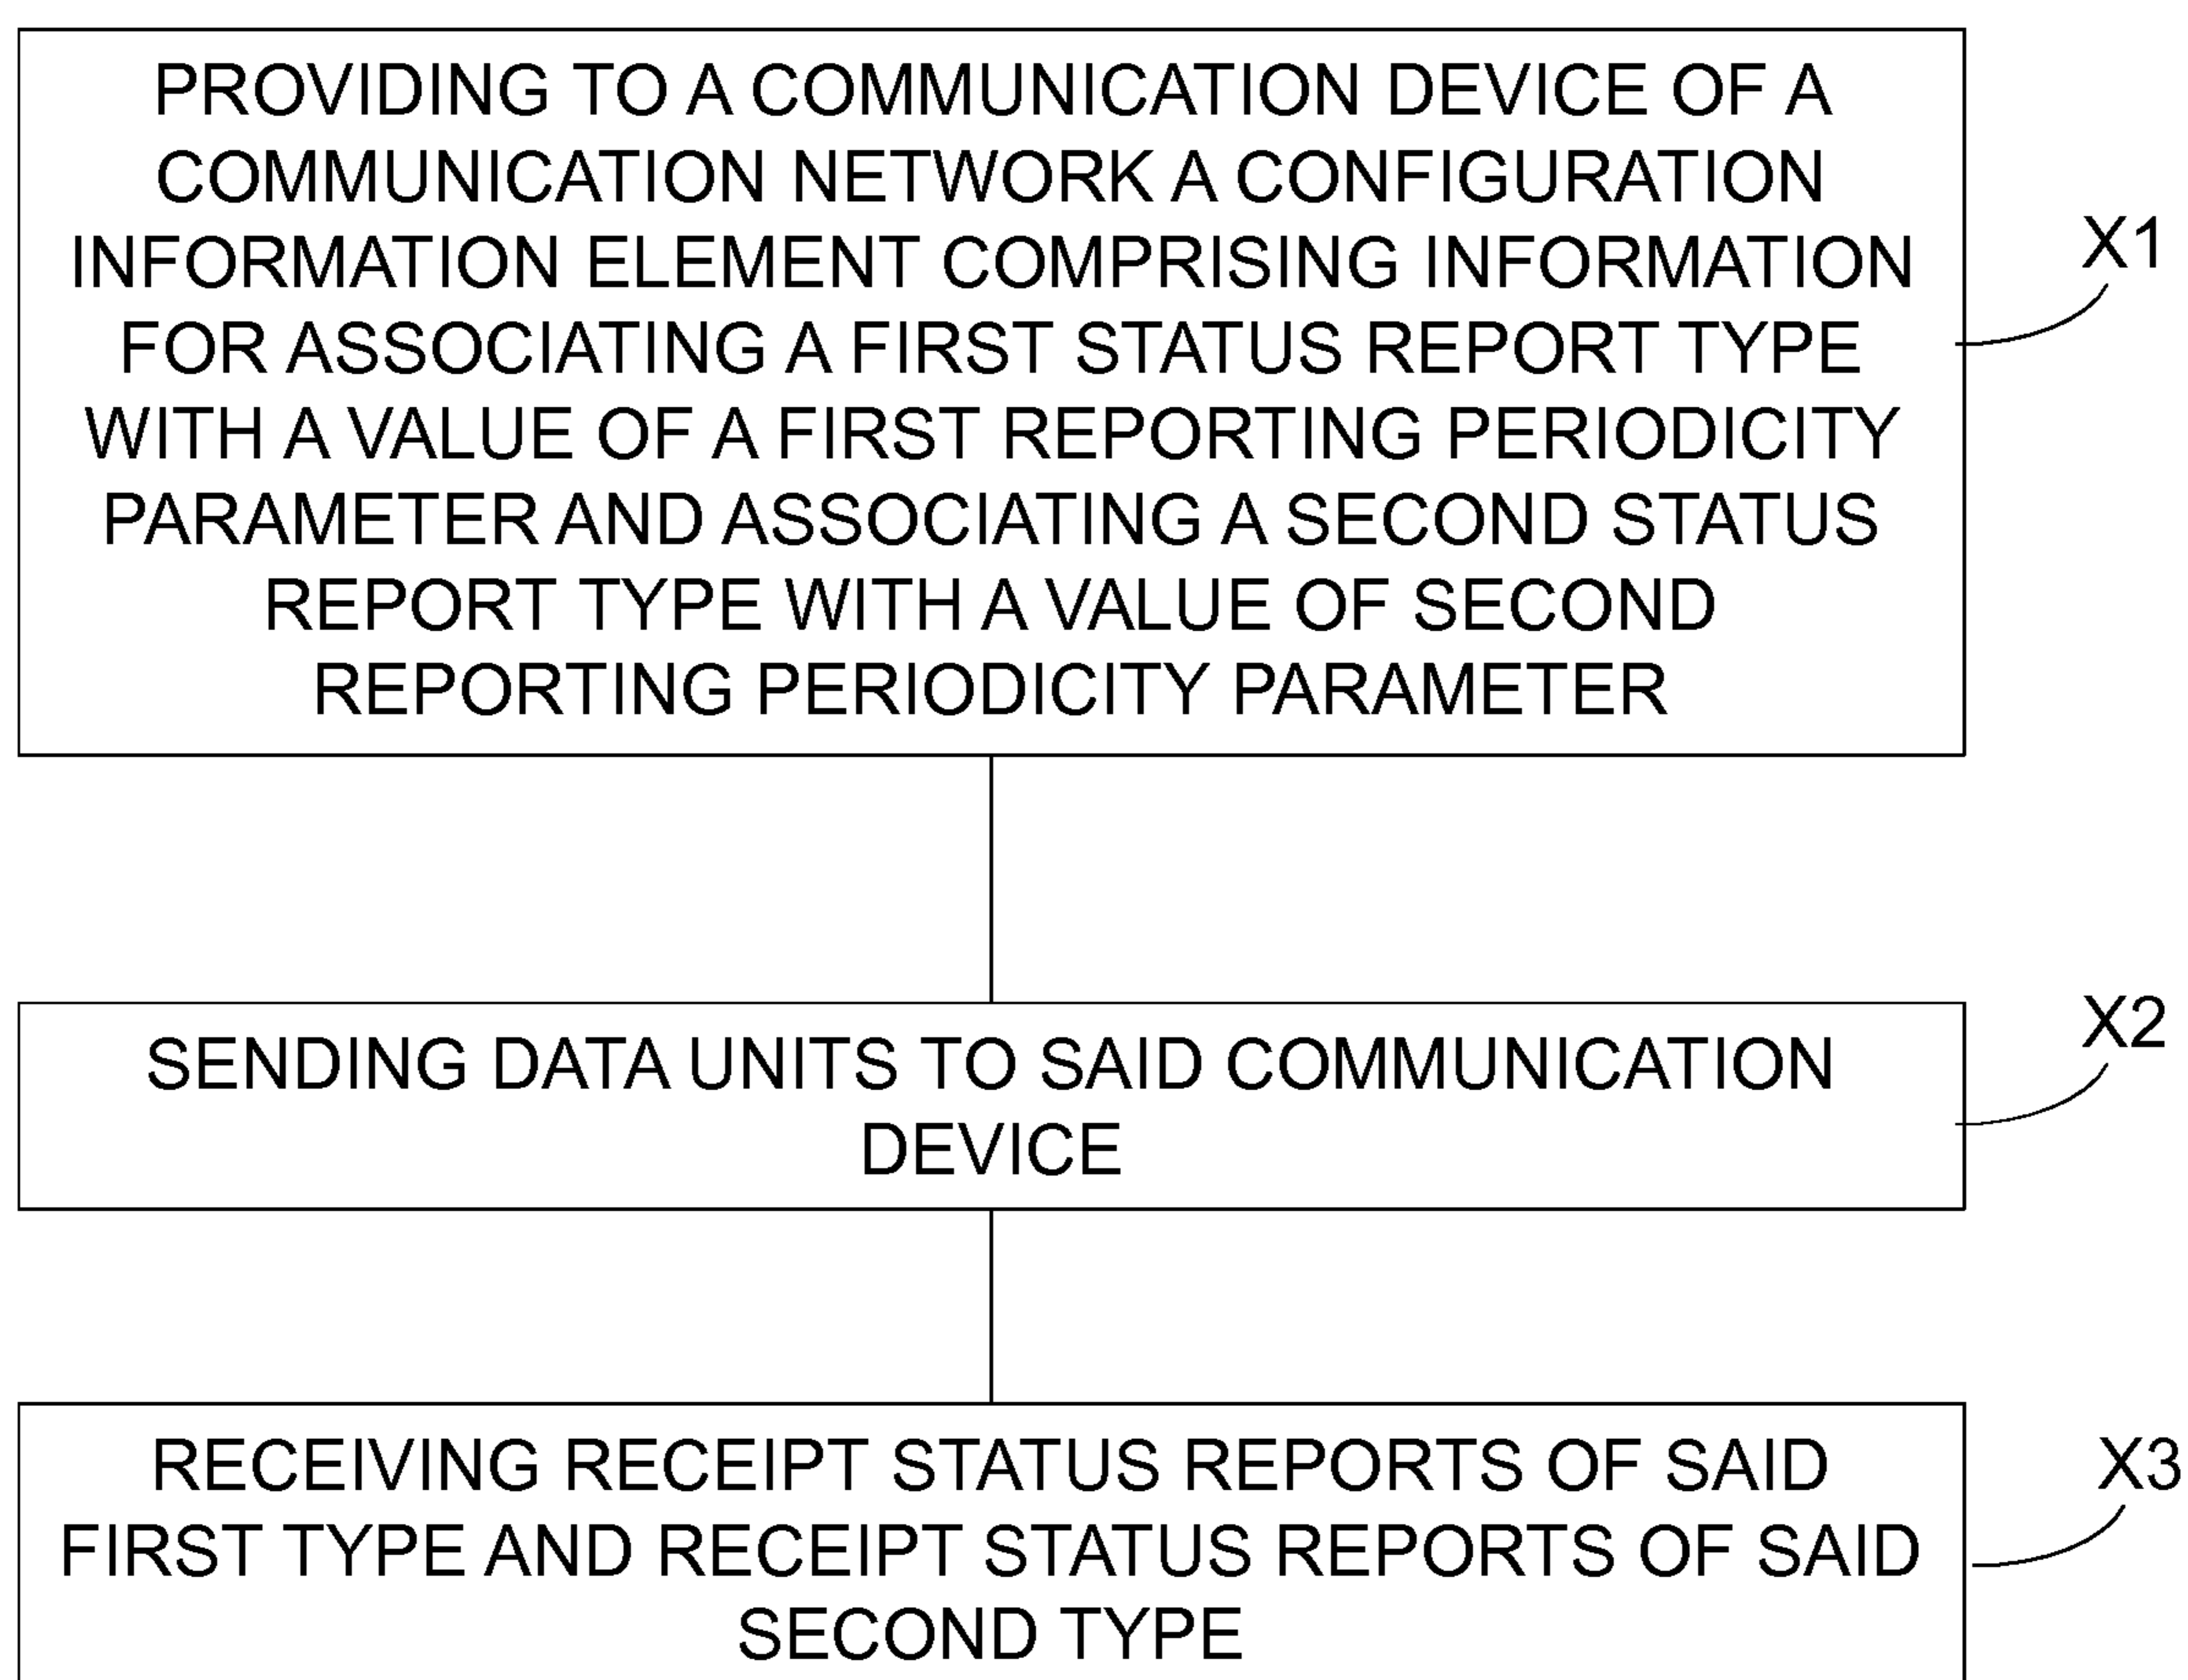 PROVIDING TO A COMMUNICATION DEVICE OF A
COMMUNICATION NETWORK A CONFIGURATION
INFORMATION ELEMENT COMPRISING INFORMATION
FOR ASSOCIATING A FIRST STATUS REPORT TYPE
WITH A VALUE OF A FIRST REPORTING PERIODICITY
PARAMETER AND ASSOCIATING A SECOND STATUS
REPORT TYPE WITH A VALUE OF SECOND
REPORTING PERIODICITY PARAMETER
X1
SENDING DATA UNITS TO SAID COMMUNICATION
DEVICE
X2
RECEIVING RECEIPT STATUS REPORTS OF SAID
FIRST TYPE AND RECEIPT STATUS REPORTS OF SAID
SECOND TYPE
X3